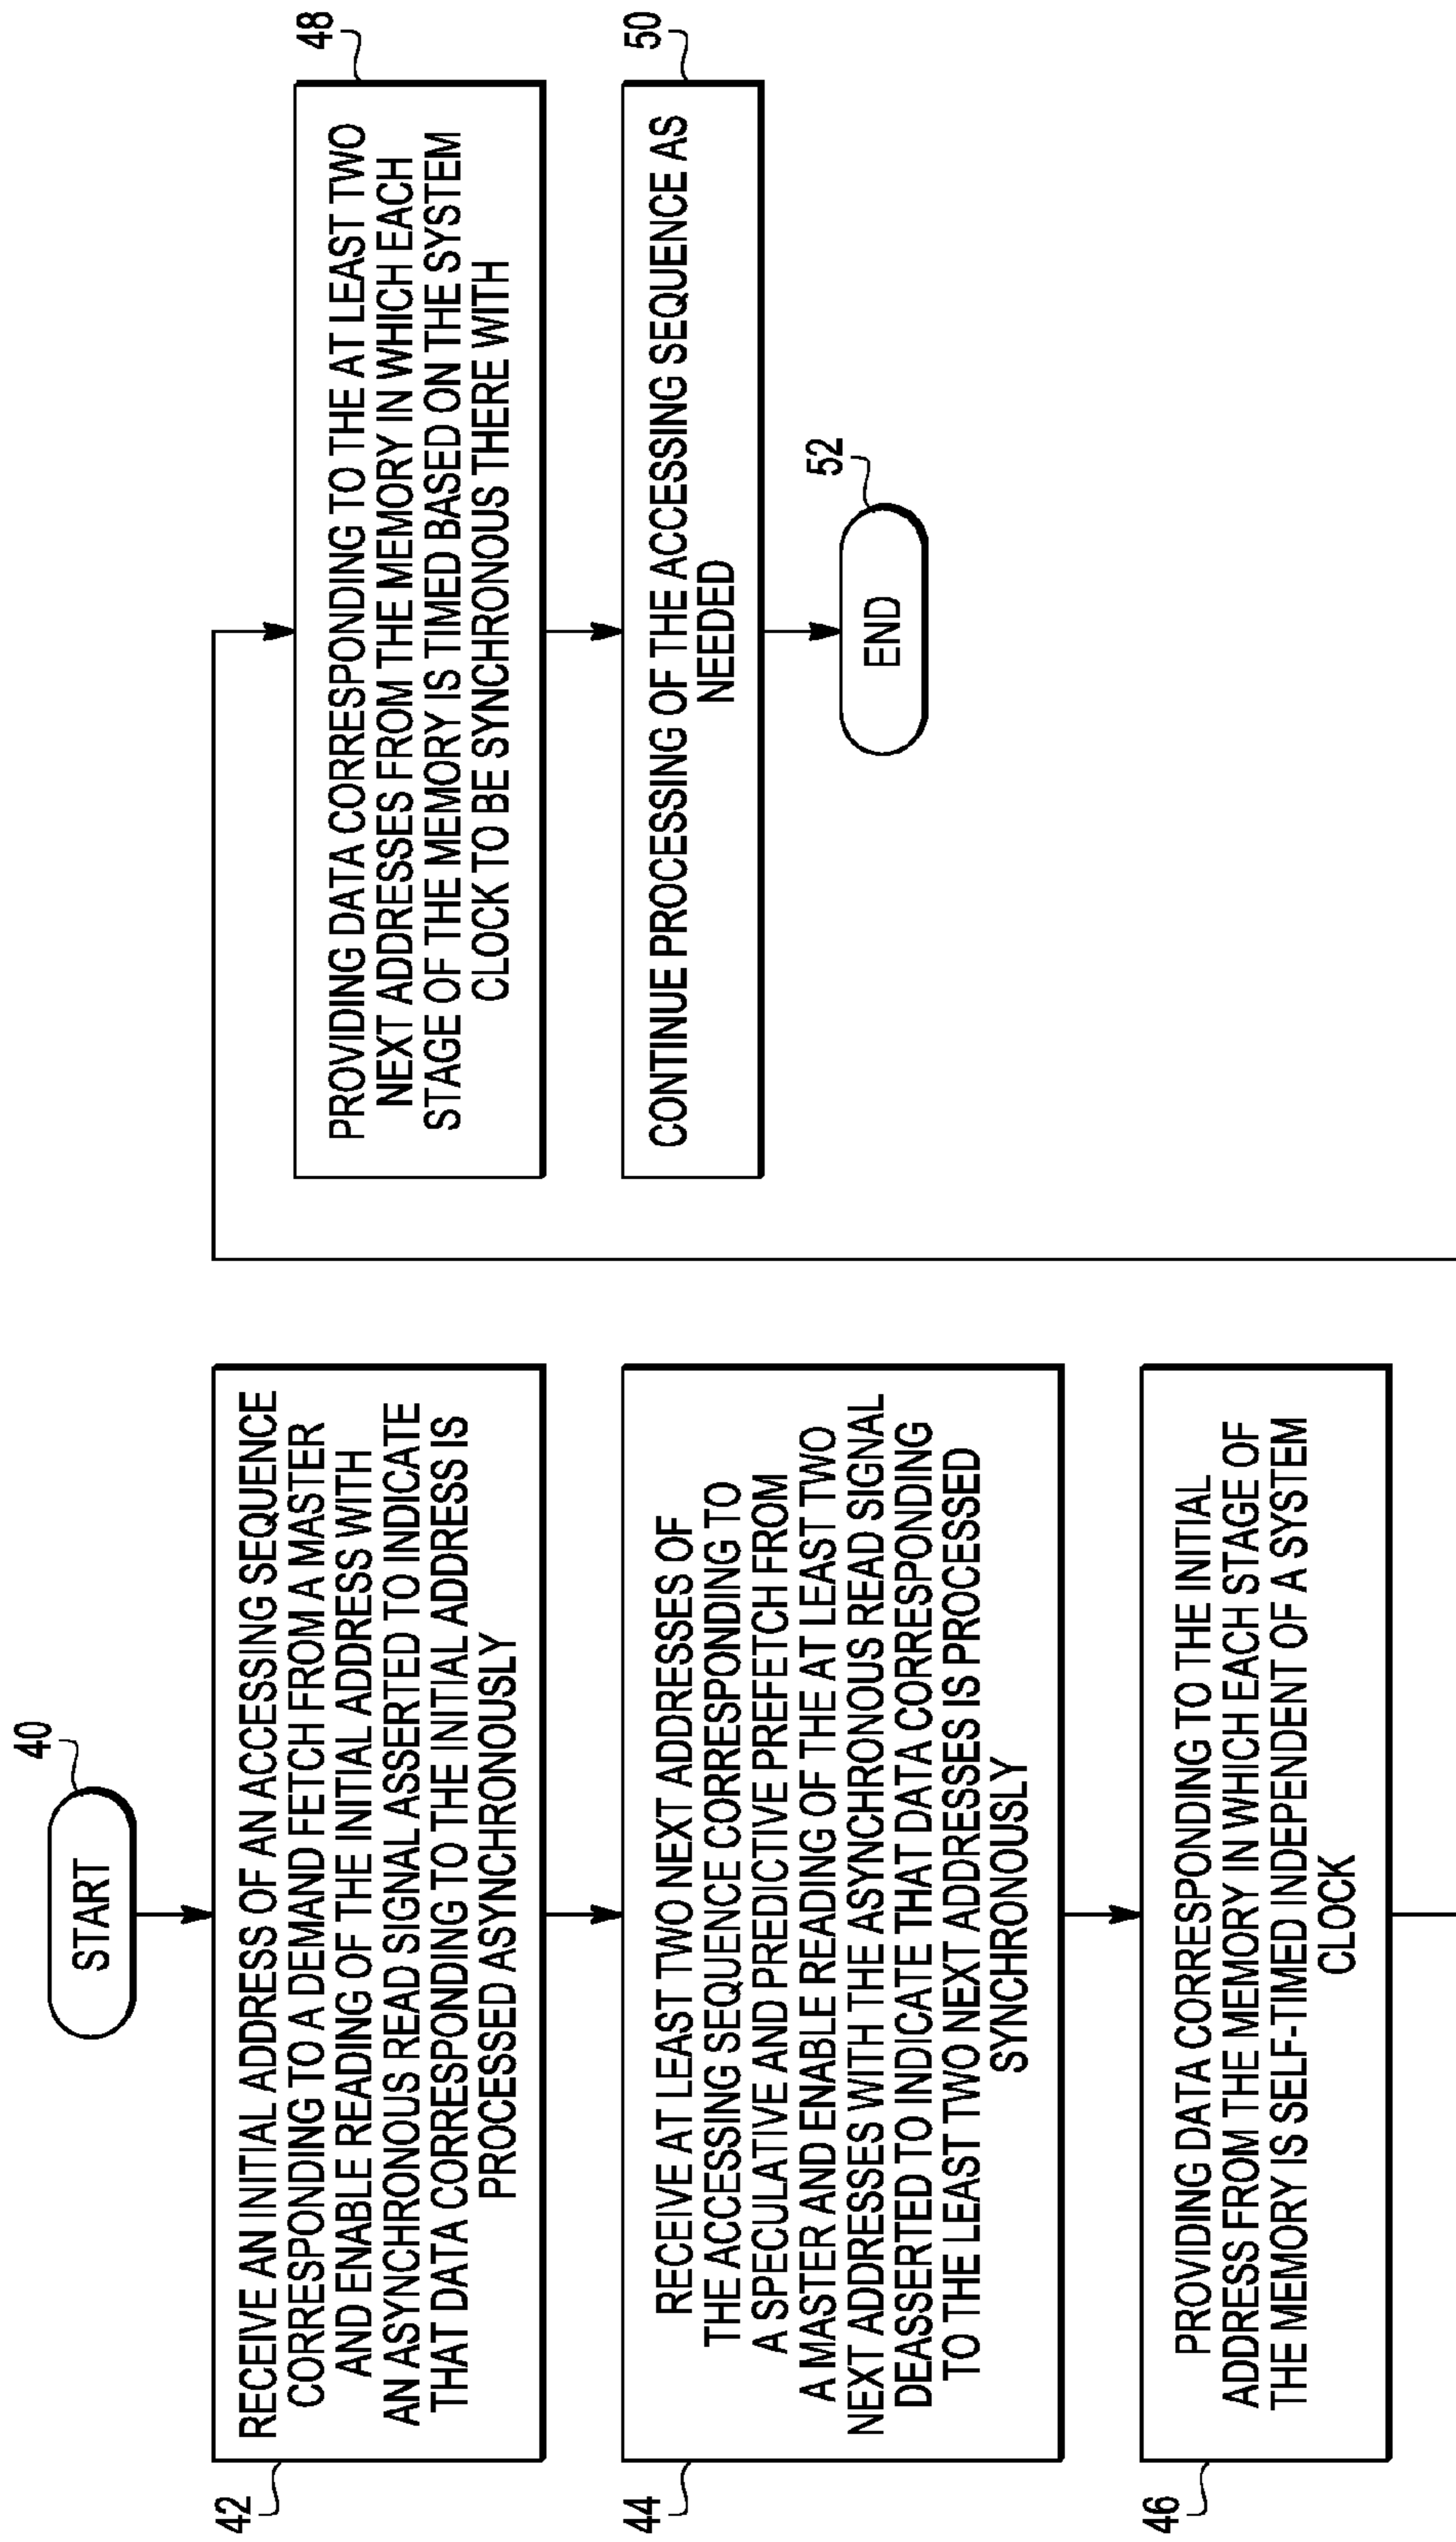 40
START
42
RECEIVE AN INITIAL ADDRESS OF AN ACCESSING SEQUENCE
CORRESPONDING TO A DEMAND FETCH FROM A MASTER
AND ENABLE READING OF THE INITIAL ADDRESS WITH
AN ASYNCHRONOUS READ SIGNAL ASSERTED TO INDICATE
THAT DATA CORRESPONDING TO THE INITIAL ADDRESS IS
PROCESSED ASYNCHRONOUSLY
44
RECEIVE AT LEAST TWO NEXT ADDRESSES OF
THE ACCESSING SEQUENCE CORRESPONDING TO
A SPECULATIVE AND PREDICTIVE PREFETCH FROM
A MASTER AND ENABLE READING OF THE AT LEAST TWO
NEXT ADDRESSES WITH THE ASYNCHRONOUS READ SIGNAL
DEASSERTED TO INDICATE THAT DATA CORRESPONDING
TO THE LEAST TWO NEXT ADDRESSES IS PROCESSED
SYNCHRONOUSLY
46
PROVIDING DATA CORRESPONDING TO THE INITIAL
ADDRESS FROM THE MEMORY IN WHICH EACH STAGE OF
THE MEMORY IS SELF-TIMED INDEPENDENT OF A SYSTEM
CLOCK
48
PROVIDING DATA CORRESPONDING TO THE AT LEAST TWO
NEXT ADDRESSES FROM THE MEMORY IN WHICH EACH
STAGE OF THE MEMORY IS TIMED BASED ON THE SYSTEM
CLOCK TO BE SYNCHRONOUS THERE WITH
50
CONTINUE PROCESSING OF THE ACCESSING SEQUENCE AS
NEEDED
52
END